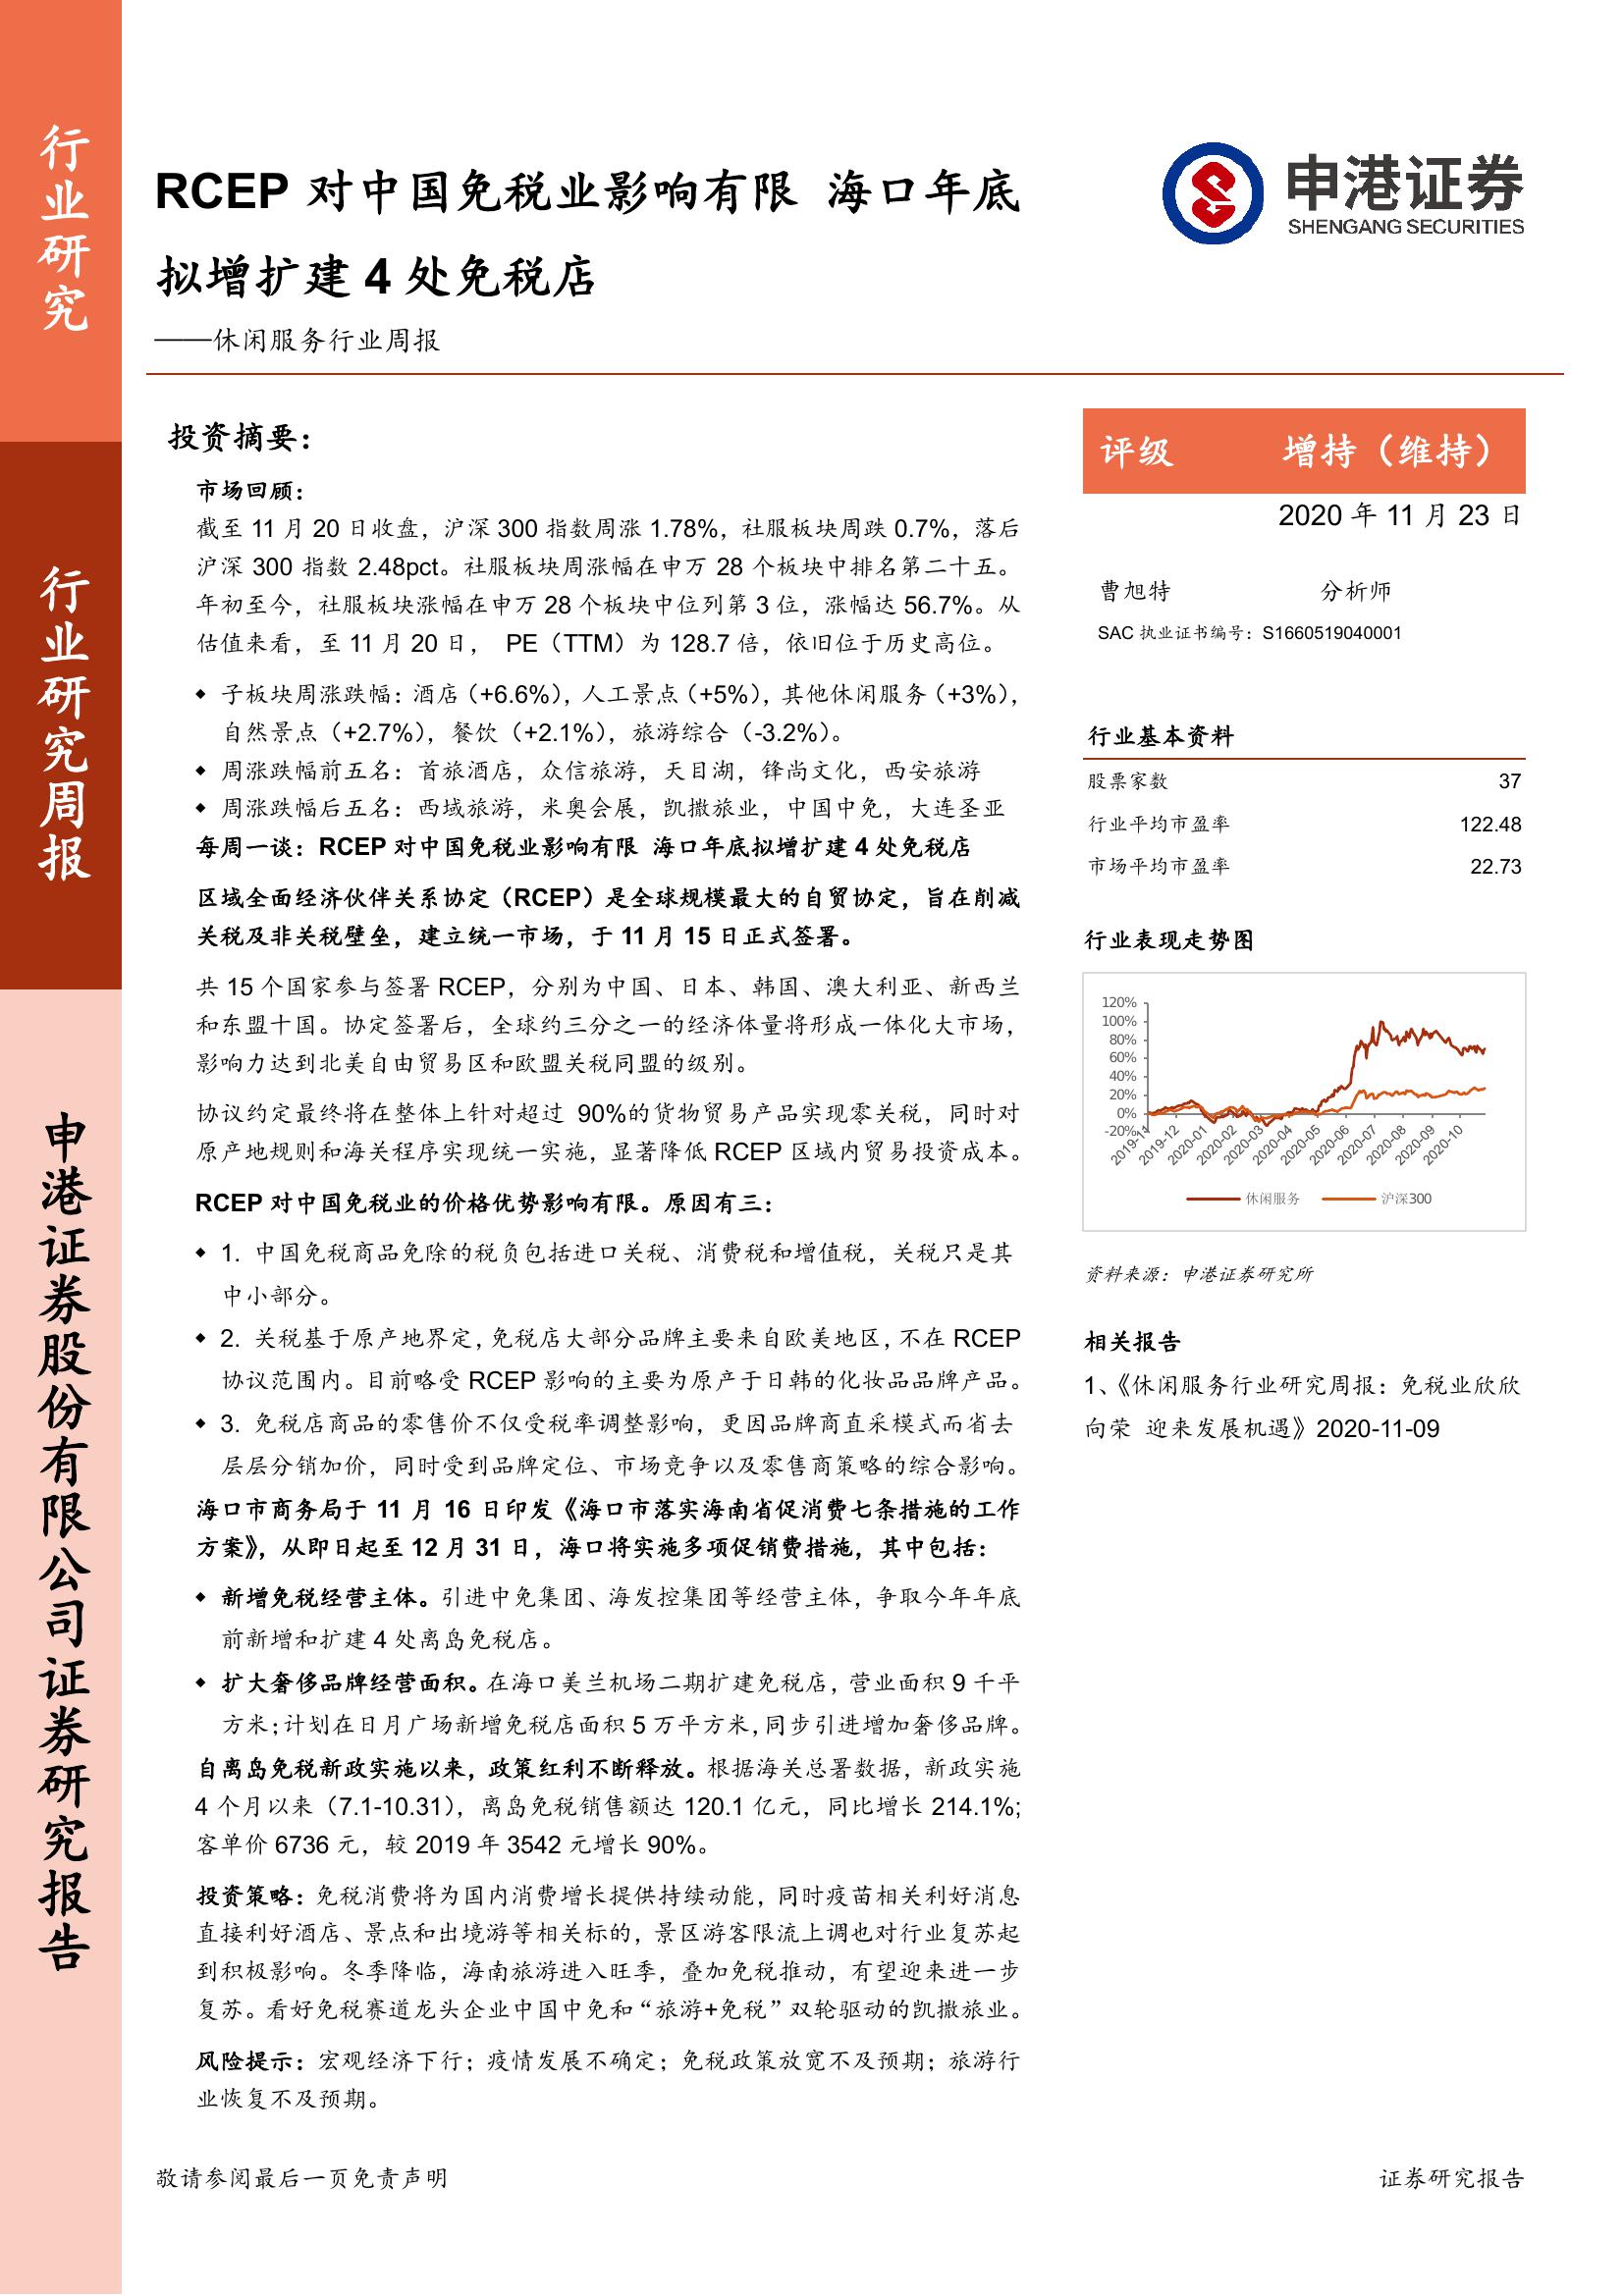 行业研究
行业研究周报
申港证券股份有限公司证券研究报告
RCEP 对中国免税业影响有限 海口年底
拟增扩建 4 处免税店
——休闲服务行业周报
申港证券
SHENGANG SECURITIES
投资摘要：
市场回顾：
截至 11 月 20 日收盘，沪深 300 指数周涨 1.78%，社服板块周跌 0.7%，落后
沪深 300 指数 2.48pct。社服板块周涨幅在申万 28 个板块中排名第二十五。
年初至今，社服板块涨幅在申万 28 个板块中位列第 3 位，涨幅达 56.7%。从
估值来看，至 11 月 20 日， PE（TTM）为 128.7 倍，依旧位于历史高位。
◆ 子板块周涨跌幅：酒店（+6.6%），人工景点（+5%），其他休闲服务（+3%），
自然景点（+2.7%），餐饮（+2.1%），旅游综合（-3.2%）。
◆ 周涨跌幅前五名：首旅酒店，众信旅游，天目湖，锋尚文化，西安旅游
◆ 周涨跌幅后五名：西域旅游，米奥会展，凯撒旅业，中国中免，大连圣亚
每周一谈：RCEP 对中国免税业影响有限 海口年底拟增扩建 4 处免税店
区域全面经济伙伴关系协定（RCEP）是全球规模最大的自贸协定，旨在削减
关税及非关税壁垒，建立统一市场，于 11 月 15 日正式签署。
共 15 个国家参与签署 RCEP，分别为中国、日本、韩国、澳大利亚、新西兰
和东盟十国。协定签署后，全球约三分之一的经济体量将形成一体化大市场，
影响力达到北美自由贸易区和欧盟关税同盟的级别。
协议约定最终将在整体上针对超过 90%的货物贸易产品实现零关税，同时对
原产地规则和海关程序实现统一实施，显著降低 RCEP 区域内贸易投资成本。
RCEP 对中国免税业的价格优势影响有限。原因有三：
◆ 1. 中国免税商品免除的税负包括进口关税、消费税和增值税，关税只是其
中小部分。
◆ 2. 关税基于原产地界定，免税店大部分品牌主要来自欧美地区，不在 RCEP
协议范围内。目前略受 RCEP 影响的主要为原产于日韩的化妆品品牌产品。
◆ 3. 免税店商品的零售价不仅受税率调整影响，更因品牌商直采模式而省去
层层分销加价，同时受到品牌定位、市场竞争以及零售商策略的综合影响。
海口市商务局于 11 月 16 日印发《海口市落实海南省促消费七条措施的工作
方案》，从即日起至 12 月 31 日，海口将实施多项促销费措施，其中包括：
◆ 新增免税经营主体。引进中免集团、海发控集团等经营主体，争取今年年底
前新增和扩建 4 处离岛免税店。
◆ 扩大奢侈品牌经营面积。在海口美兰机场二期扩建免税店，营业面积 9 千平
方米；计划在日月广场新增免税店面积 5 万平方米，同步引进增加奢侈品牌。
自离岛免税新政实施以来，政策红利不断释放。根据海关总署数据，新政实施
4 个月以来（7.1-10.31），离岛免税销售额达 120.1 亿元，同比增长 214.1%；
客单价 6736 元，较 2019 年 3542 元增长 90%。
投资策略：免税消费将为国内消费增长提供持续动能，同时疫苗相关利好消息
直接利好酒店、景点和出境游等相关标的，景区游客限流上调也对行业复苏起
到积极影响。冬季降临，海南旅游进入旺季，叠加免税推动，有望迎来进一步
复苏。看好免税赛道龙头企业中国中免和“旅游+免税”双轮驱动的凯撒旅业。
风险提示：宏观经济下行；疫情发展不确定；免税政策放宽不及预期；旅游行
业恢复不及预期。
评级 增持（维持）
2020 年 11 月 23 日
曹旭特 分析师
SAC 执业证书编号：S1660519040001
行业基本资料
股票家数 37
行业平均市盈率 122.48
市场平均市盈率 22.73
行业表现走势图
120%
100%
80%
60%
40%
20%
0%
-20%
2019-11 2019-12 2020-01 2020-02 2020-03 2020-04 2020-05 2020-06 2020-07 2020-08 2020-09 2020-10
休闲服务 沪深300
资料来源：申港证券研究所
相关报告
1、《休闲服务行业研究周报：免税业欣欣
向荣 迎来发展机遇》2020-11-09
敬请参阅最后一页免责声明 证券研究报告